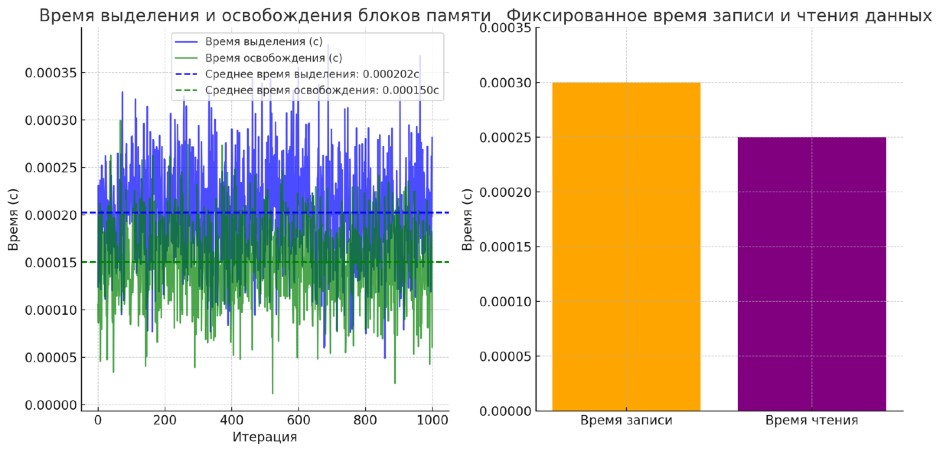 Время выделения и освобождения блоков памяти
Время выделения (с)
Время освобождения (с)
Среднее время выделения: 0.000202с
Среднее время освобождения: 0.000150с
Время (с)
0.00035
0.00030
0.00025
0.00020
0.00015
0.00010
0.00005
0.00000
0
200
400
600
800
1000
Итерация
Фиксированное время записи и чтения данных
Время (с)
0.00035
0.00030
0.00025
0.00020
0.00015
0.00010
0.00005
0.00000
Время записи
Время чтения